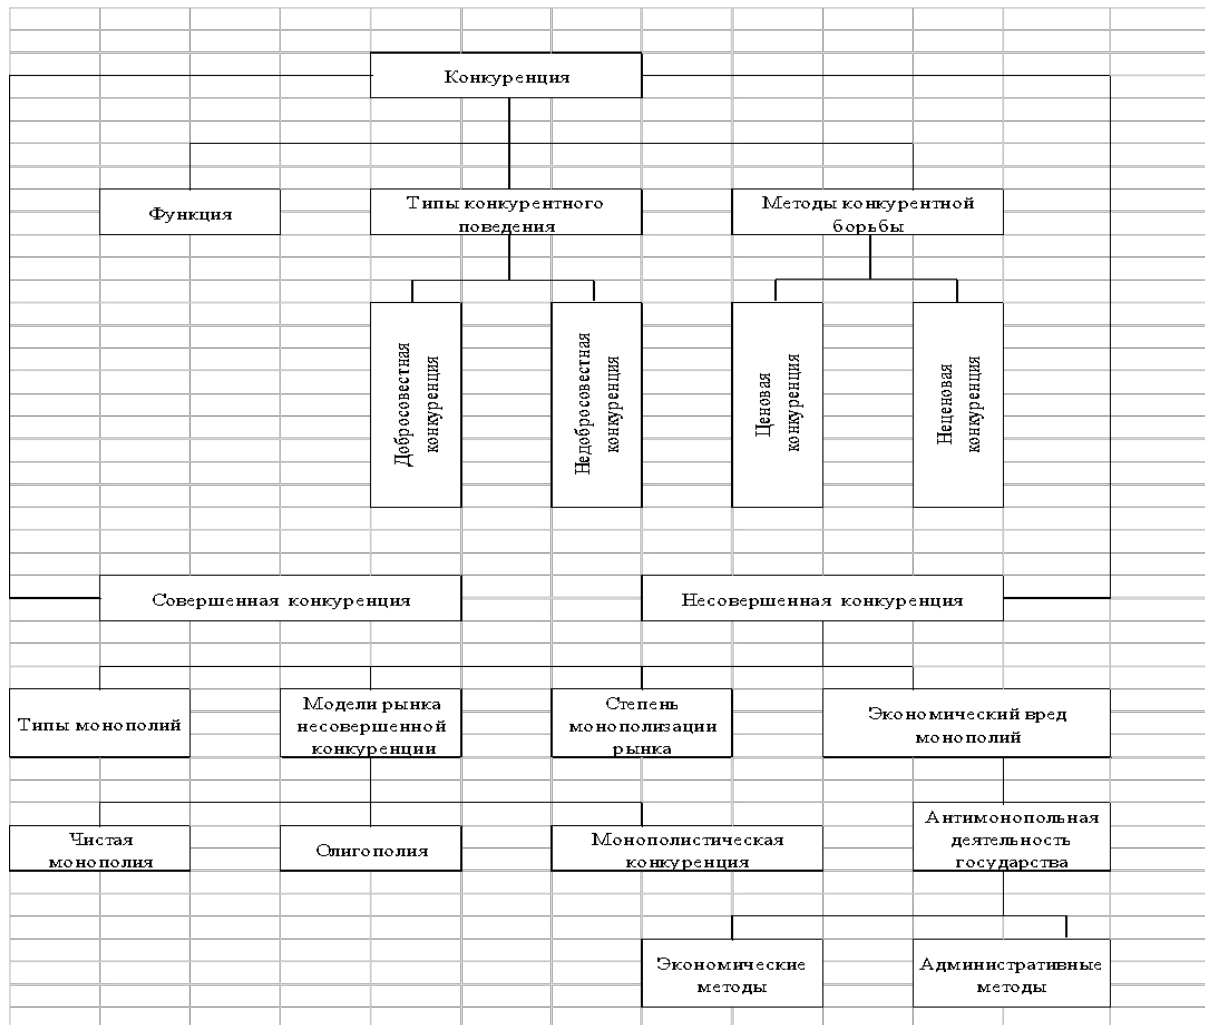 Конкуренция
Функция
Типы конкурентного
поведения
Методы конкурентной
борьбы
Добросовестная
конкуренция
Недобросовестная
конкуренция
Ценовая
конкуренция
Неценовая
конкуренция
Совершенная конкуренция
Несовершенная конкуренция
Типы монополий
Модели рынка
несовершенной
конкуренции
Степень
монополизации
рынка
Экономический вред
монополий
Чистая
монополия
Олигополия
Монополистическая
конкуренция
Антимонопольная
деятельность
государства
Экономические
методы
Административные
методы